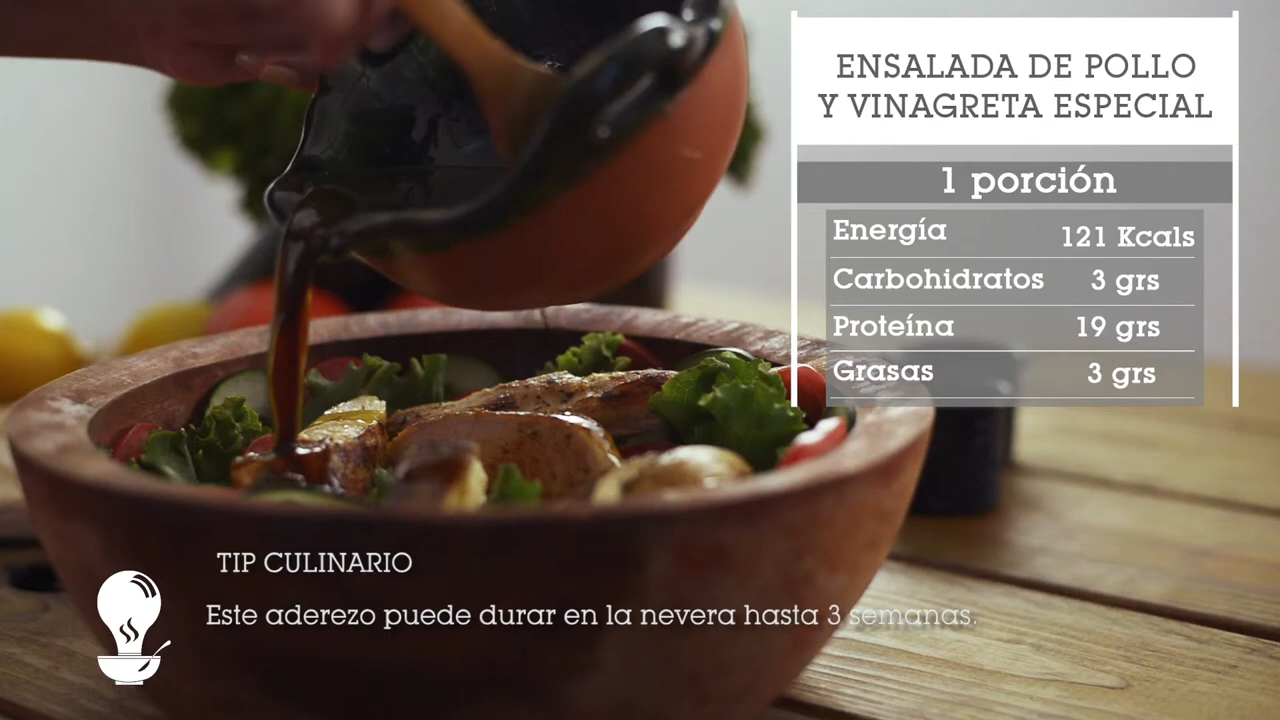 ENSALADA DE POLLO
Y VINAGRETA ESPECIAL
1 porción
Energía 121 Kcals
Carbohidratos 3 grs
Proteína 19 grs
Grasas 3 grs
TIP CULINARIO
Este aderezo puede durar en la nevera hasta 3 semanas.